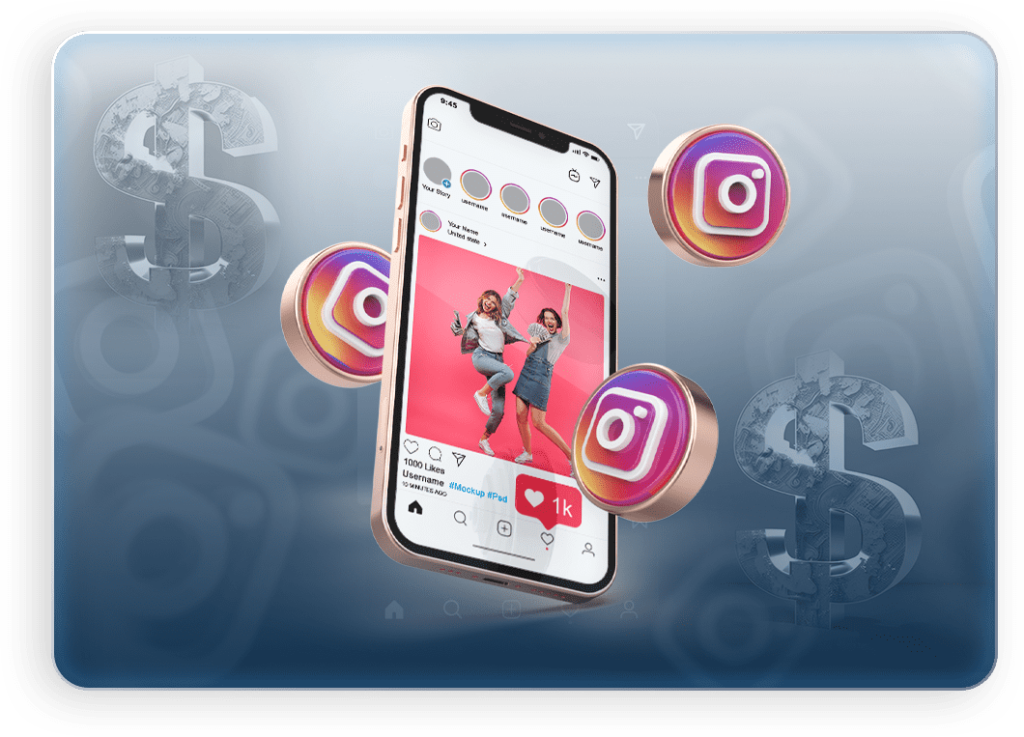 9:45
Your Story
username
username
username
username
Your Name
United state >
1000 Likes
Username #Mockup #Psd
10 MINUTES AGO
1k